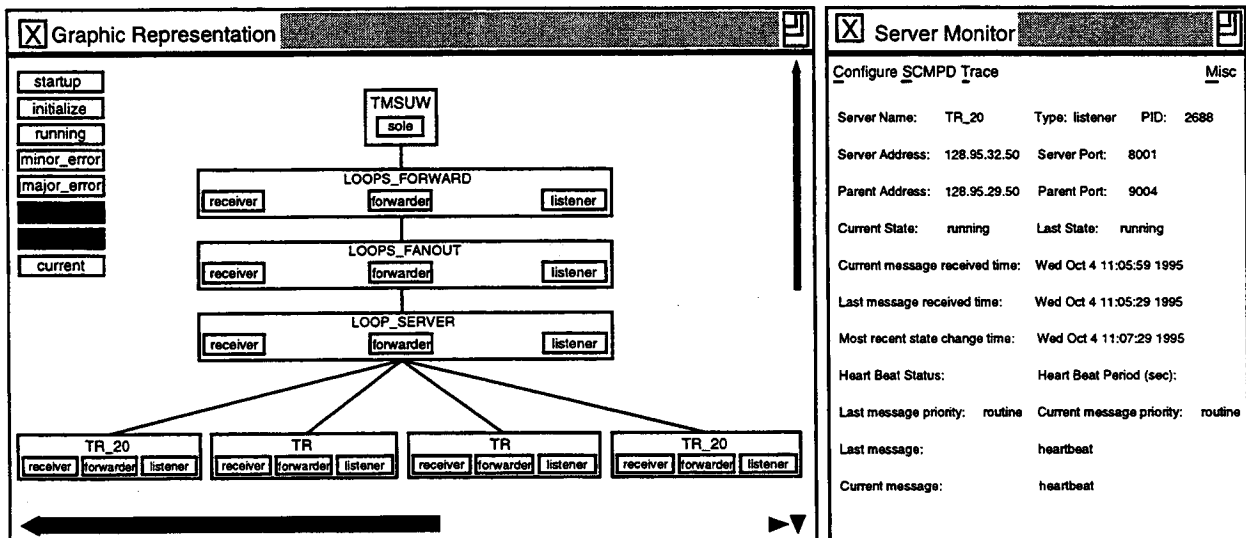 X Graphic Representation
startup
initialize
running
minor_error
major_error
current
TMSUW
sole
LOOPS_FORWARD
receiver forwarder listener
LOOPS_FANOUT
receiver forwarder listener
LOOP_SERVER
receiver forwarder listener
TR_20 TR TR TR_20
receiver forwarder listener receiver forwarder listener receiver forwarder listener receiver forwarder listener
X Server Monitor
Configure SCMPD Trace Misc
Server Name: TR_20 Type: listener PID: 2688
Server Address: 128.95.32.50 Server Port: 8001
Parent Address: 128.95.29.50 Parent Port: 9004
Current State: running Last State: running
Current message received time: Wed Oct 4 11:05:59 1995
Last message received time: Wed Oct 4 11:05:29 1995
Most recent state change time: Wed Oct 4 11:07:29 1995
Heart Beat Status: Heart Beat Period (sec):
Last message priority: routine Current message priority: routine
Last message: heartbeat
Current message: heartbeat